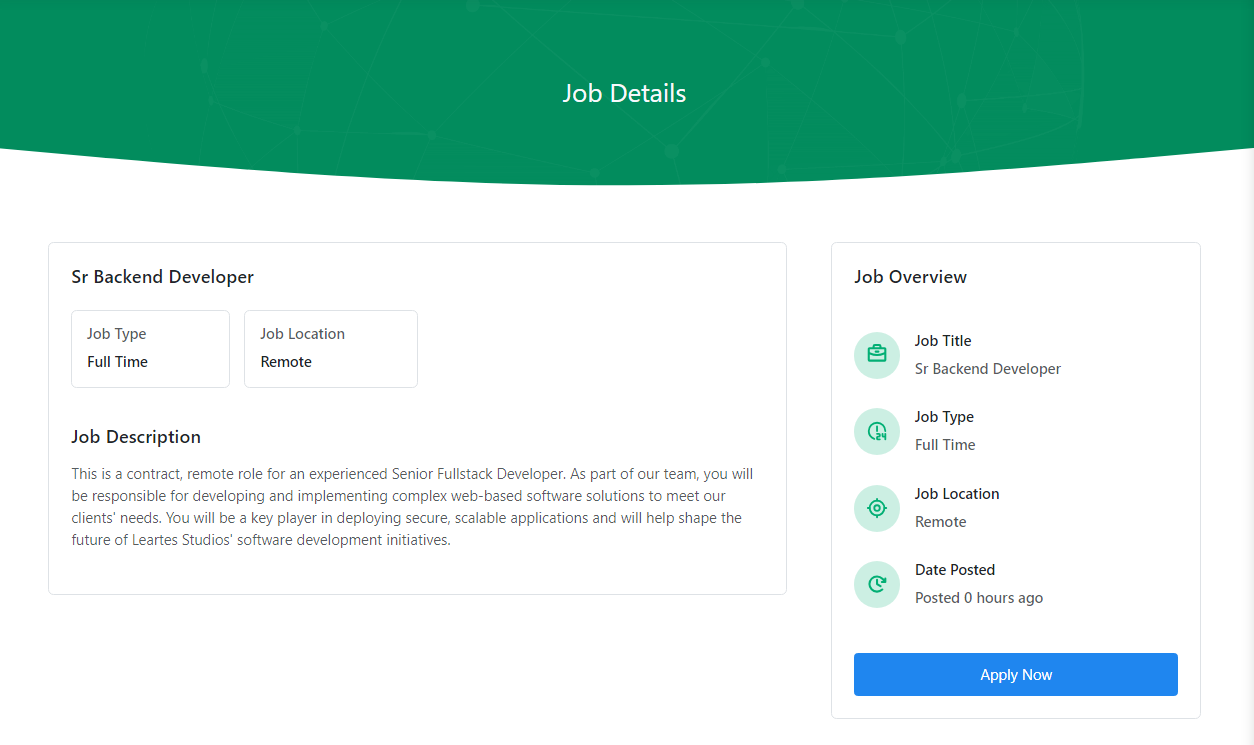 Job Details
Sr Backend Developer
Job Type
Full Time
Job Location
Remote
Job Description
This is a contract, remote role for an experienced Senior Fullstack Developer. As part of our team, you will
be responsible for developing and implementing complex web-based software solutions to meet our
clients' needs. You will be a key player in deploying secure, scalable applications and will help shape the
future of Leartes Studios' software development initiatives.
Job Overview
Job Title
Sr Backend Developer
24
Job Type
Full Time
Job Location
Remote
Date Posted
Posted 0 hours ago
Apply Now